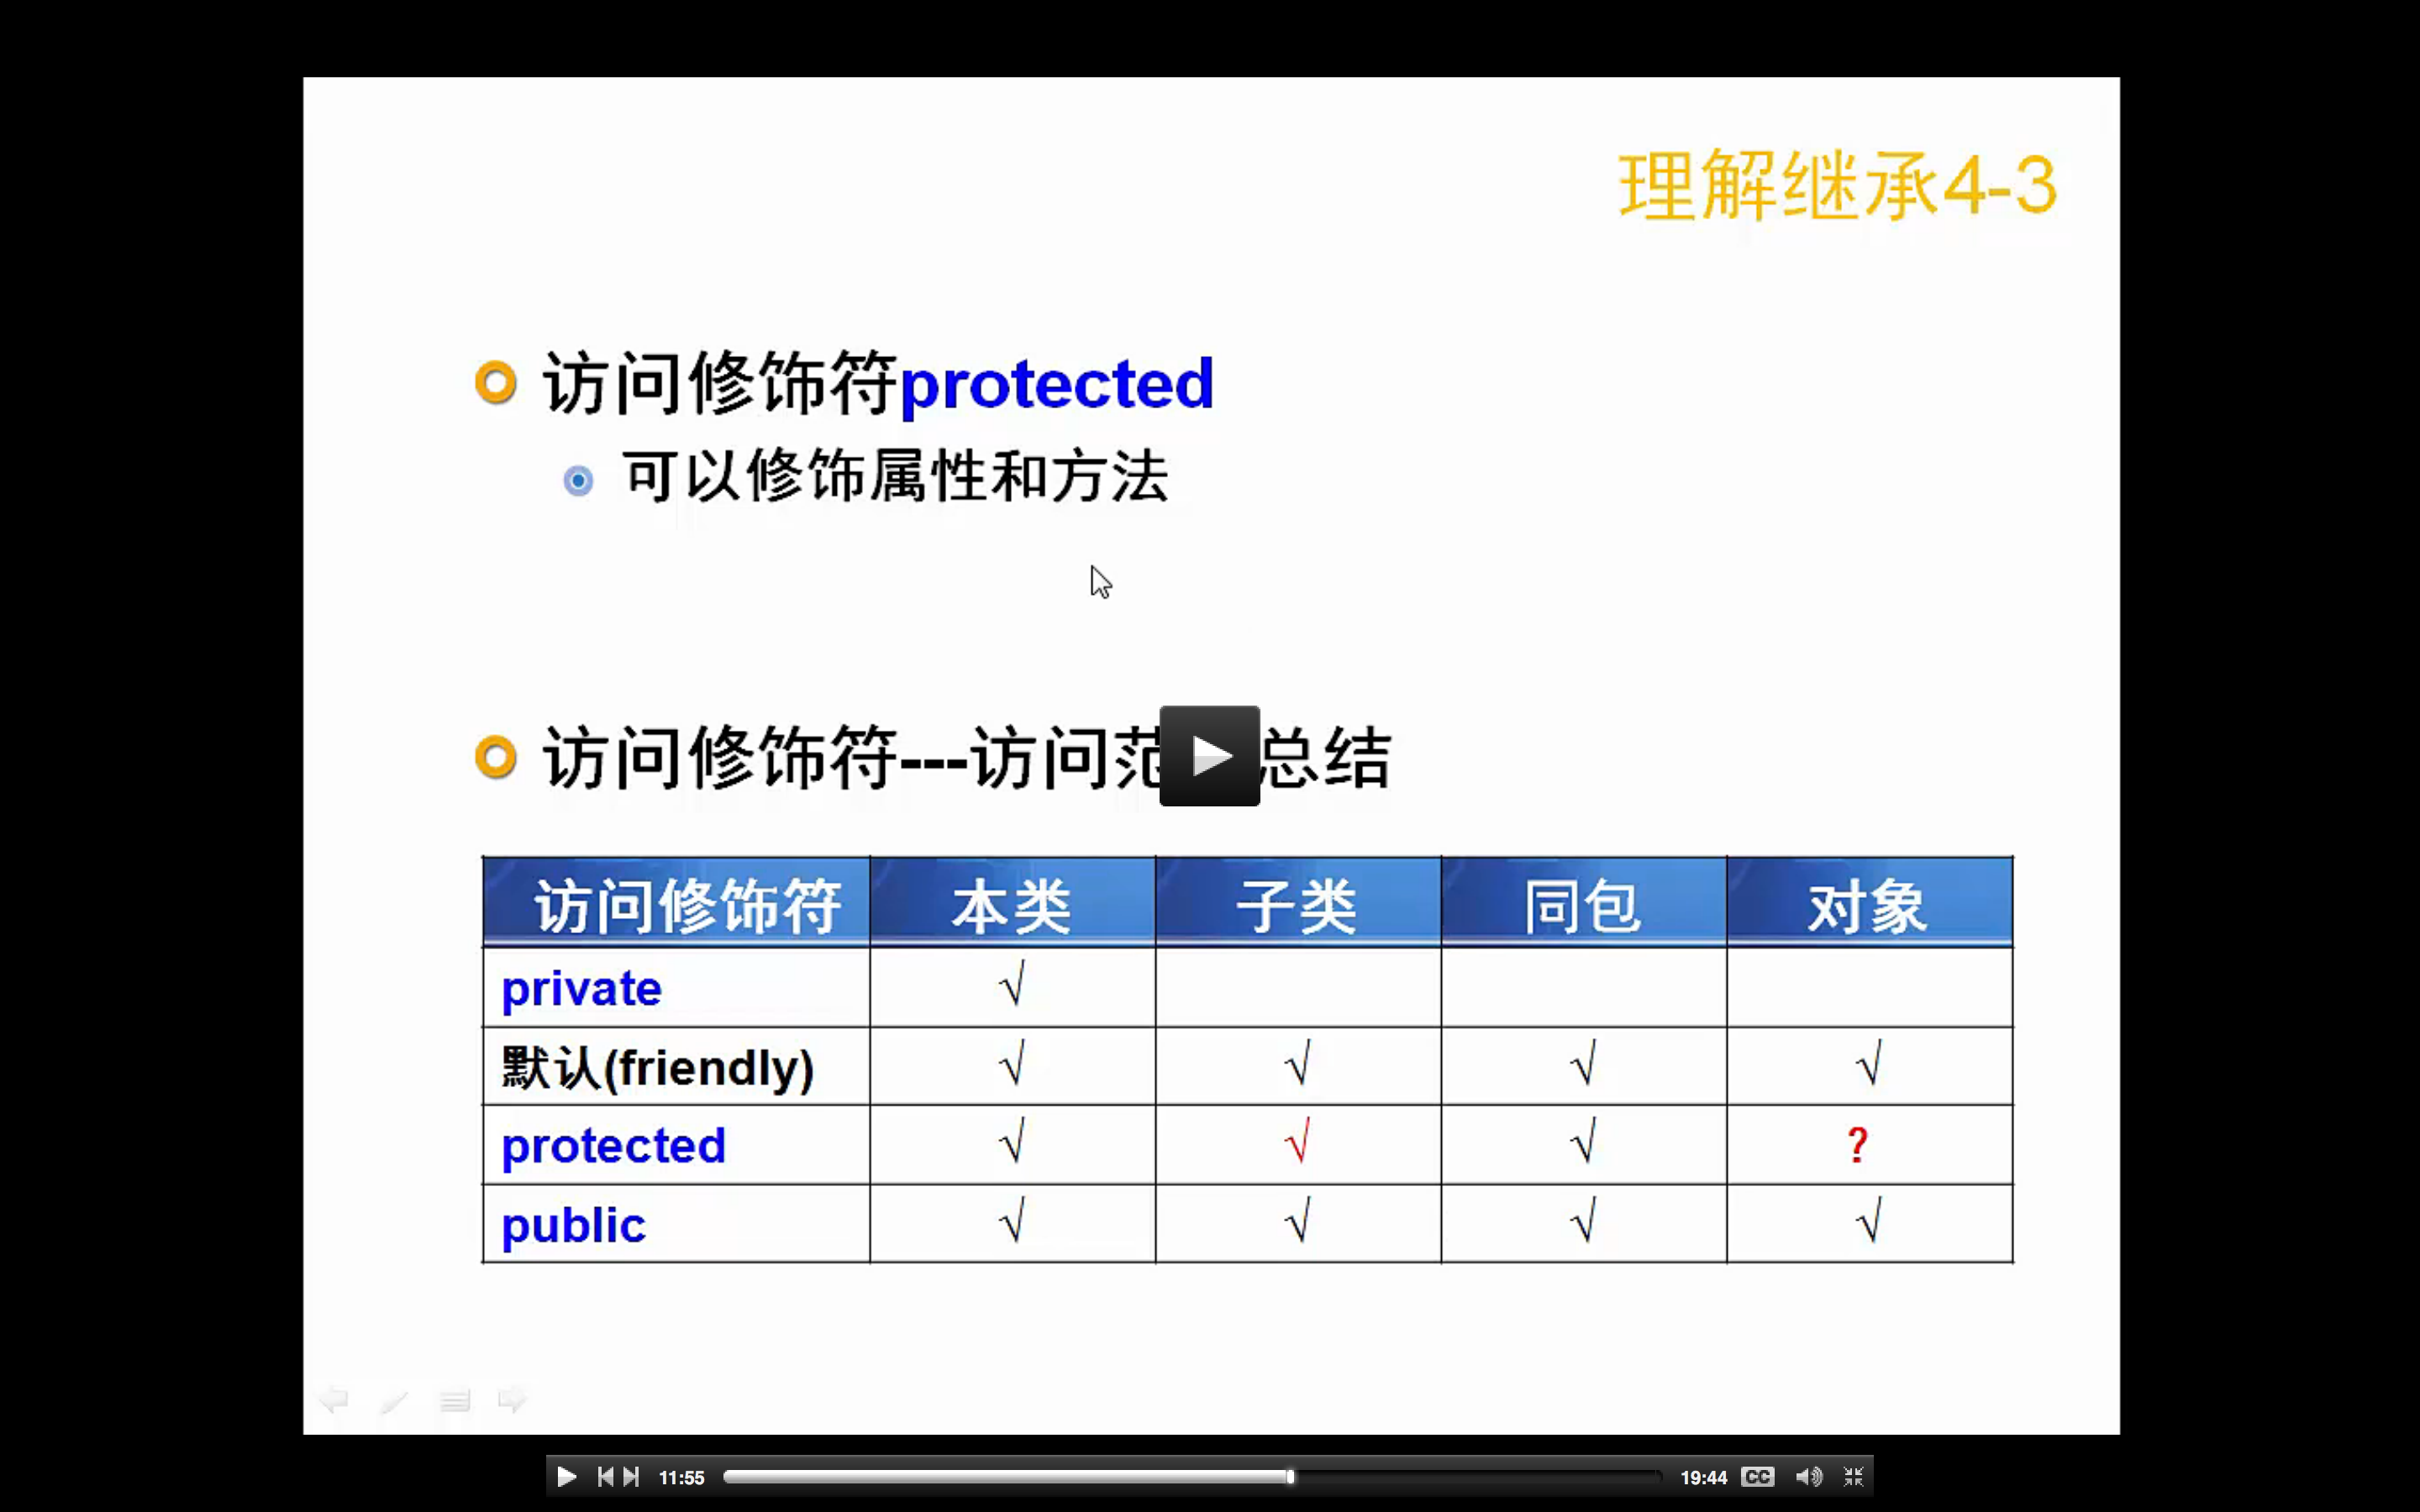 理解继承4-3
访问修饰符protected
可以修饰属性和方法
访问修饰符---访问范 总结
访问修饰符 本类 子类 同包 对象
private √
默认(friendly) √ √ √ √
protected √ √ √ ?
public √ √ √ √
11:55 19:44 CC